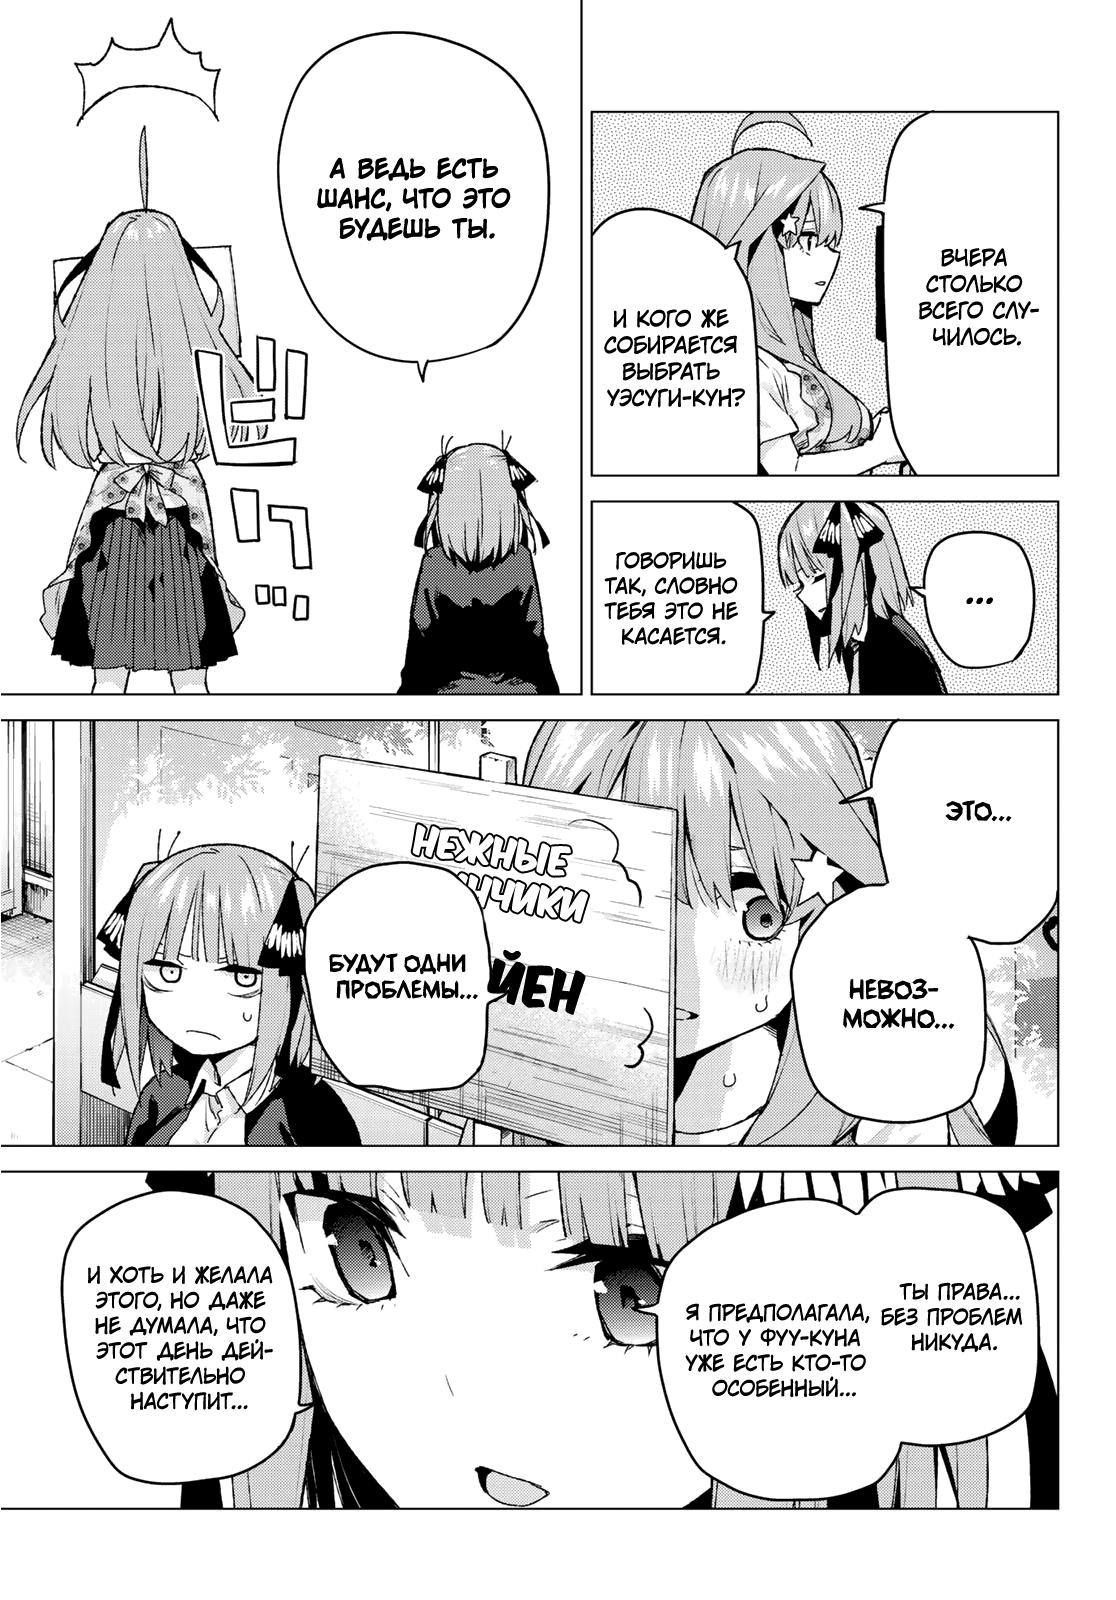 ВЧЕРА
СТОЛЬКО
ВСЕГО СЛУ-
ЧИЛОСЬ.
И КОГО ЖЕ
СОБИРАЕТСЯ
ВЫБРАТЬ
УЭСУГИ-КУН?
...
ГОВОРИШЬ
ТАК, СЛОВНО
ТЕБЯ ЭТО НЕ
КАСАЕТСЯ.
А ВЕДЬ ЕСТЬ
ШАНС, ЧТО ЭТО
БУДЕШЬ ТЫ.
ЭТО...
НЕВОЗ-
МОЖНО...
НЕЖНЫЕ
БУДУТ ОДНИ
ПРОБЛЕМЫ...
ТЫ ПРАВА...
БЕЗ ПРОБЛЕМ
НИКУДА.
Я ПРЕДПОЛАГАЛА,
ЧТО У ФУУ-КУНА
УЖЕ ЕСТЬ КТО-ТО
ОСОБЕННЫЙ...
И ХОТЬ И ЖЕЛАЛА
ЭТОГО, НО ДАЖЕ
НЕ ДУМАЛА, ЧТО
ЭТОТ ДЕНЬ ДЕЙ-
СТВИТЕЛЬНО
НАСТУПИТ...